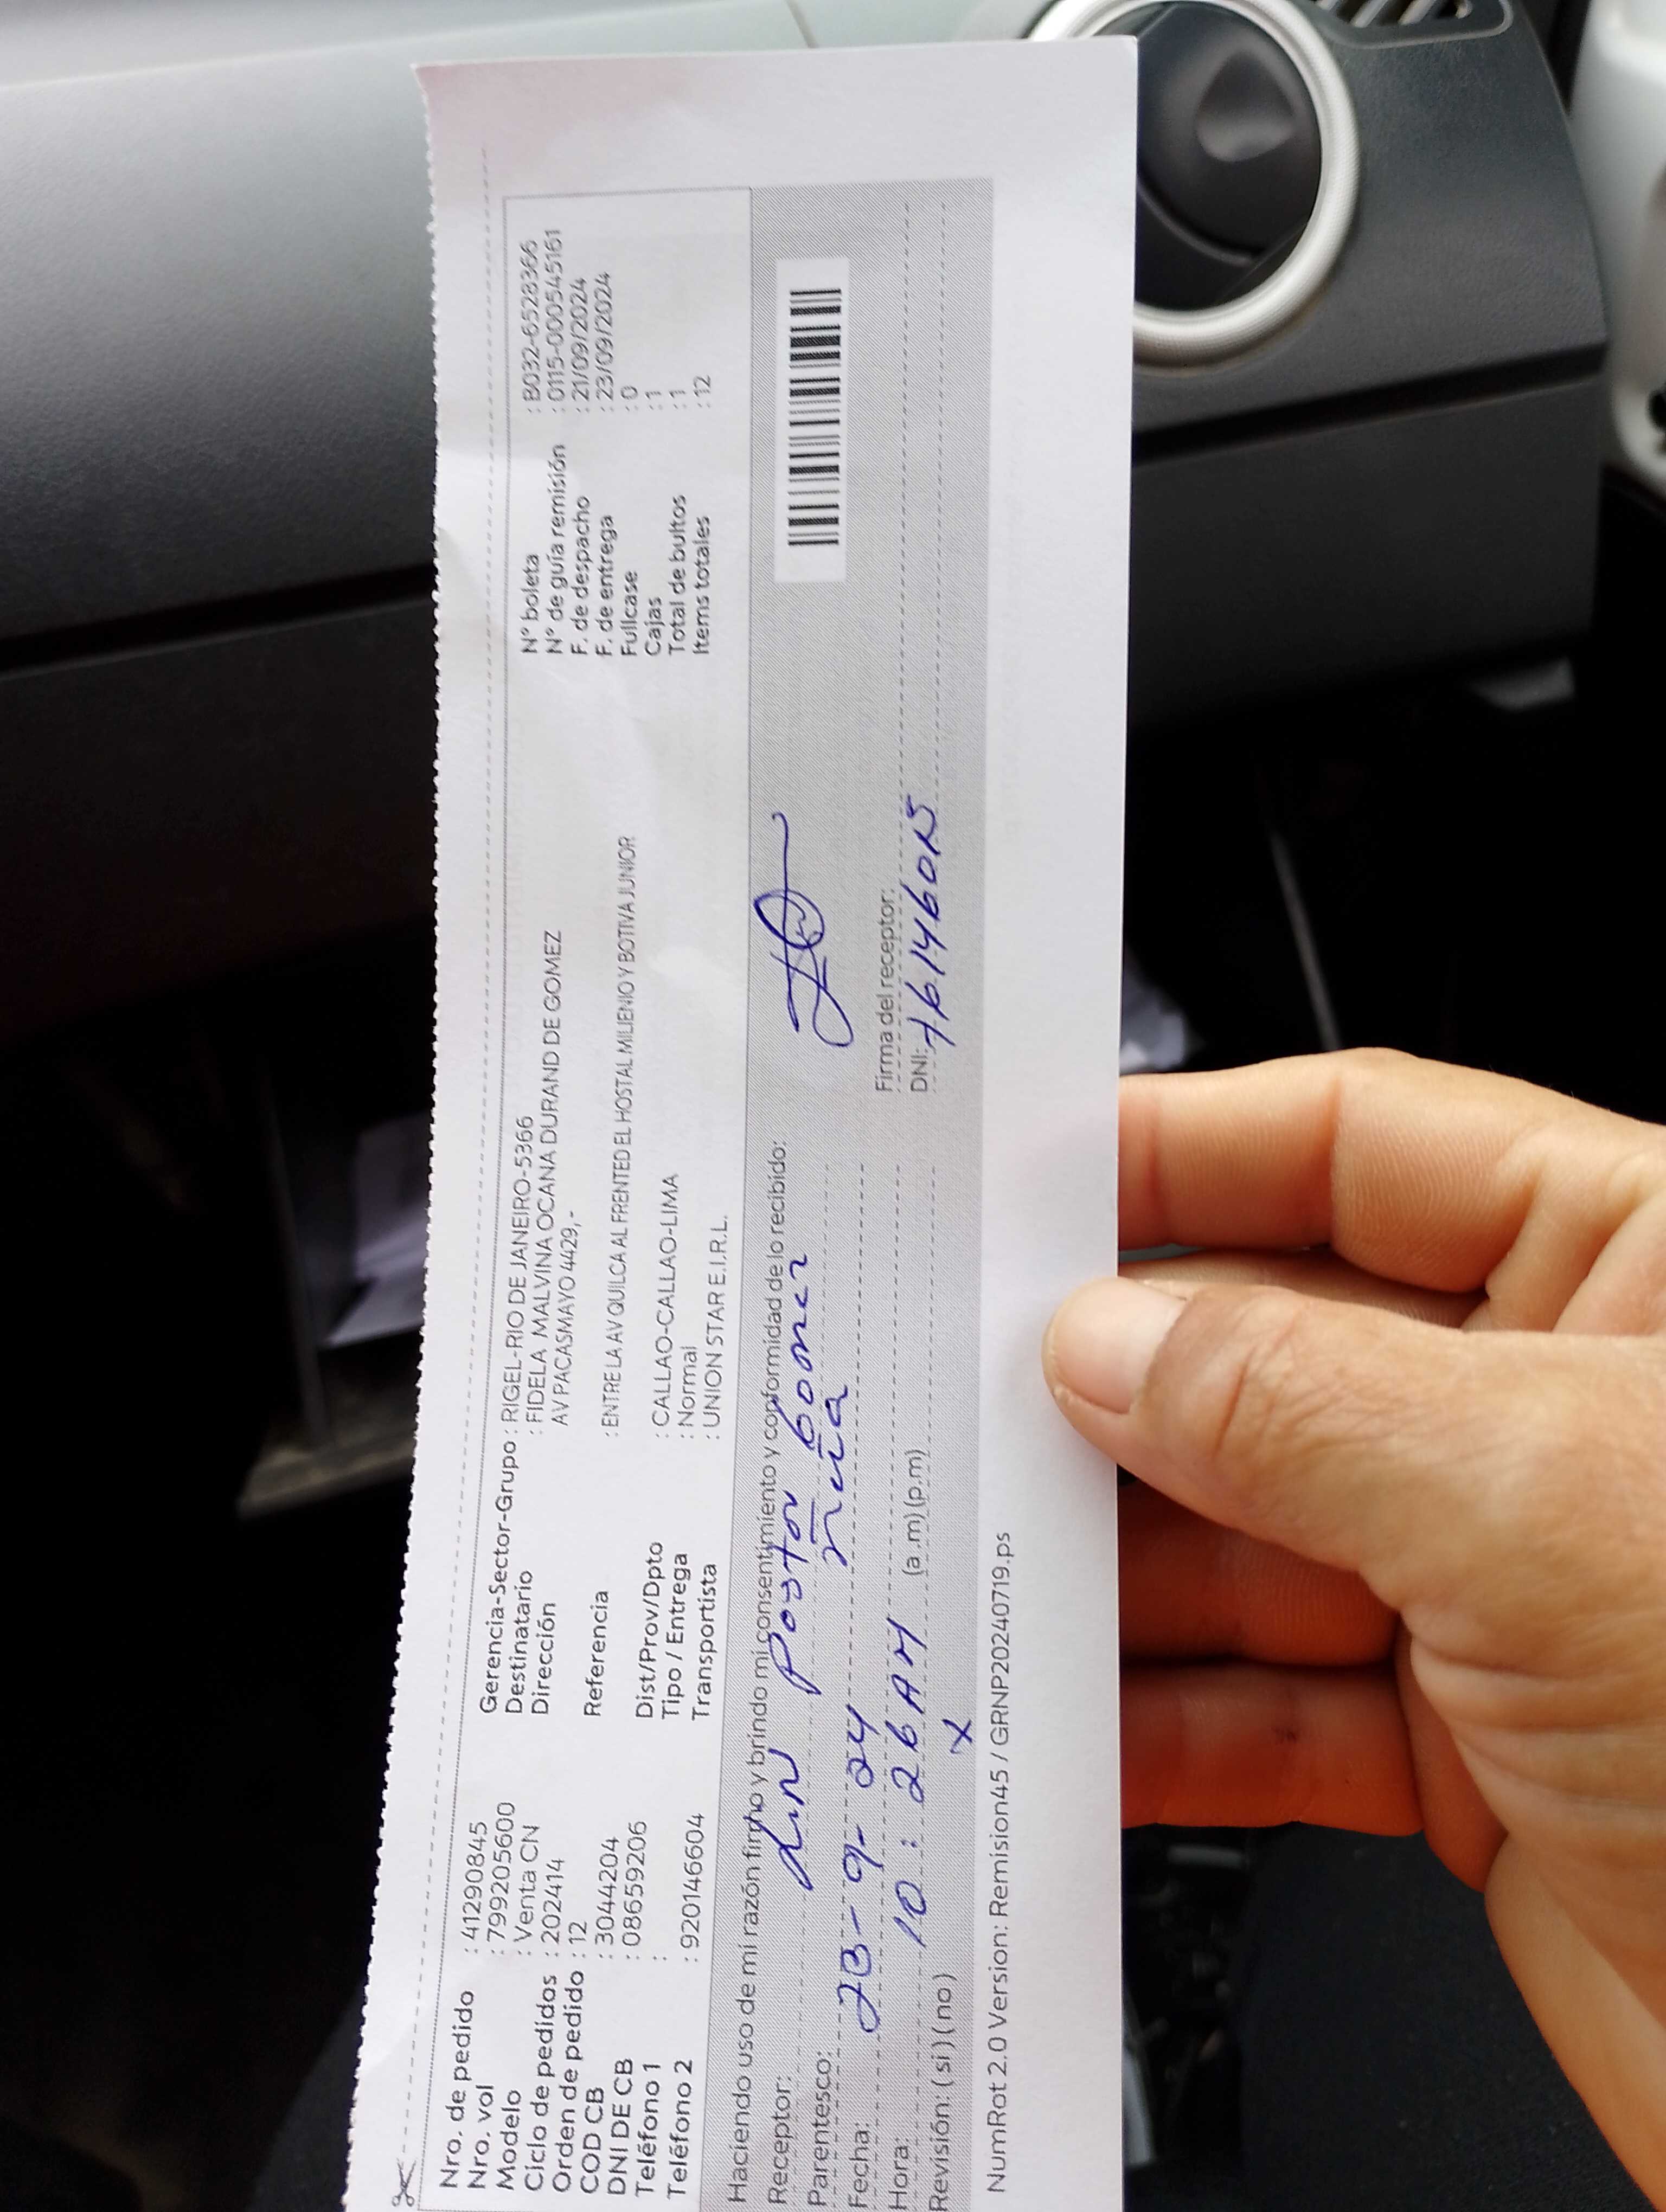 Nro. de pedido : 41290845
Nro. vol : 799205600
Modelo : Venta CN
Ciclo de pedidos : 202414
Orden de pedido : 12
COD CB : 3044204
DNI DE CB : 08659206
Teléfono 1 :
Teléfono 2 : 920146604
Gerencia-Sector-Grupo : RIGEL-RIO DE JANEIRO-5366
Destinatario : FIDELA MALVINA OCANA DURAND DE GOMEZ
Dirección AV PACASMAYO 4429,-
Referencia : ENTRE LA AV QUILCA AL FRENTED EL HOSTAL MILIENIO Y BOTIVA JUNIOR
Dist/Prov/Dpto : CALLAO-CALLAO-LIMA
Tipo / Entrega : Normal
Transportista : UNION STAR E.I.R.L.
N° boleta : B032-6528366
N° de guía remisión : 0115-000545161
F. de despacho : 21/09/2024
F. de entrega : 23/09/2024
Fullcase : 0
Cajas : 1
Total de bultos : 1
Items totales : 12
Haciendo uso de mi razón firmo y brindo mi consentimiento y conformidad de lo recibido:
Receptor:
Parentesco:
Fecha: 23-9-24
Hora: 10:26 AM (a.m) (p.m)
Revisión: (si) (no) X
Firma del receptor:
DNI:
NumRot 2.0 Version: Remision45 / GRNP20240719.ps